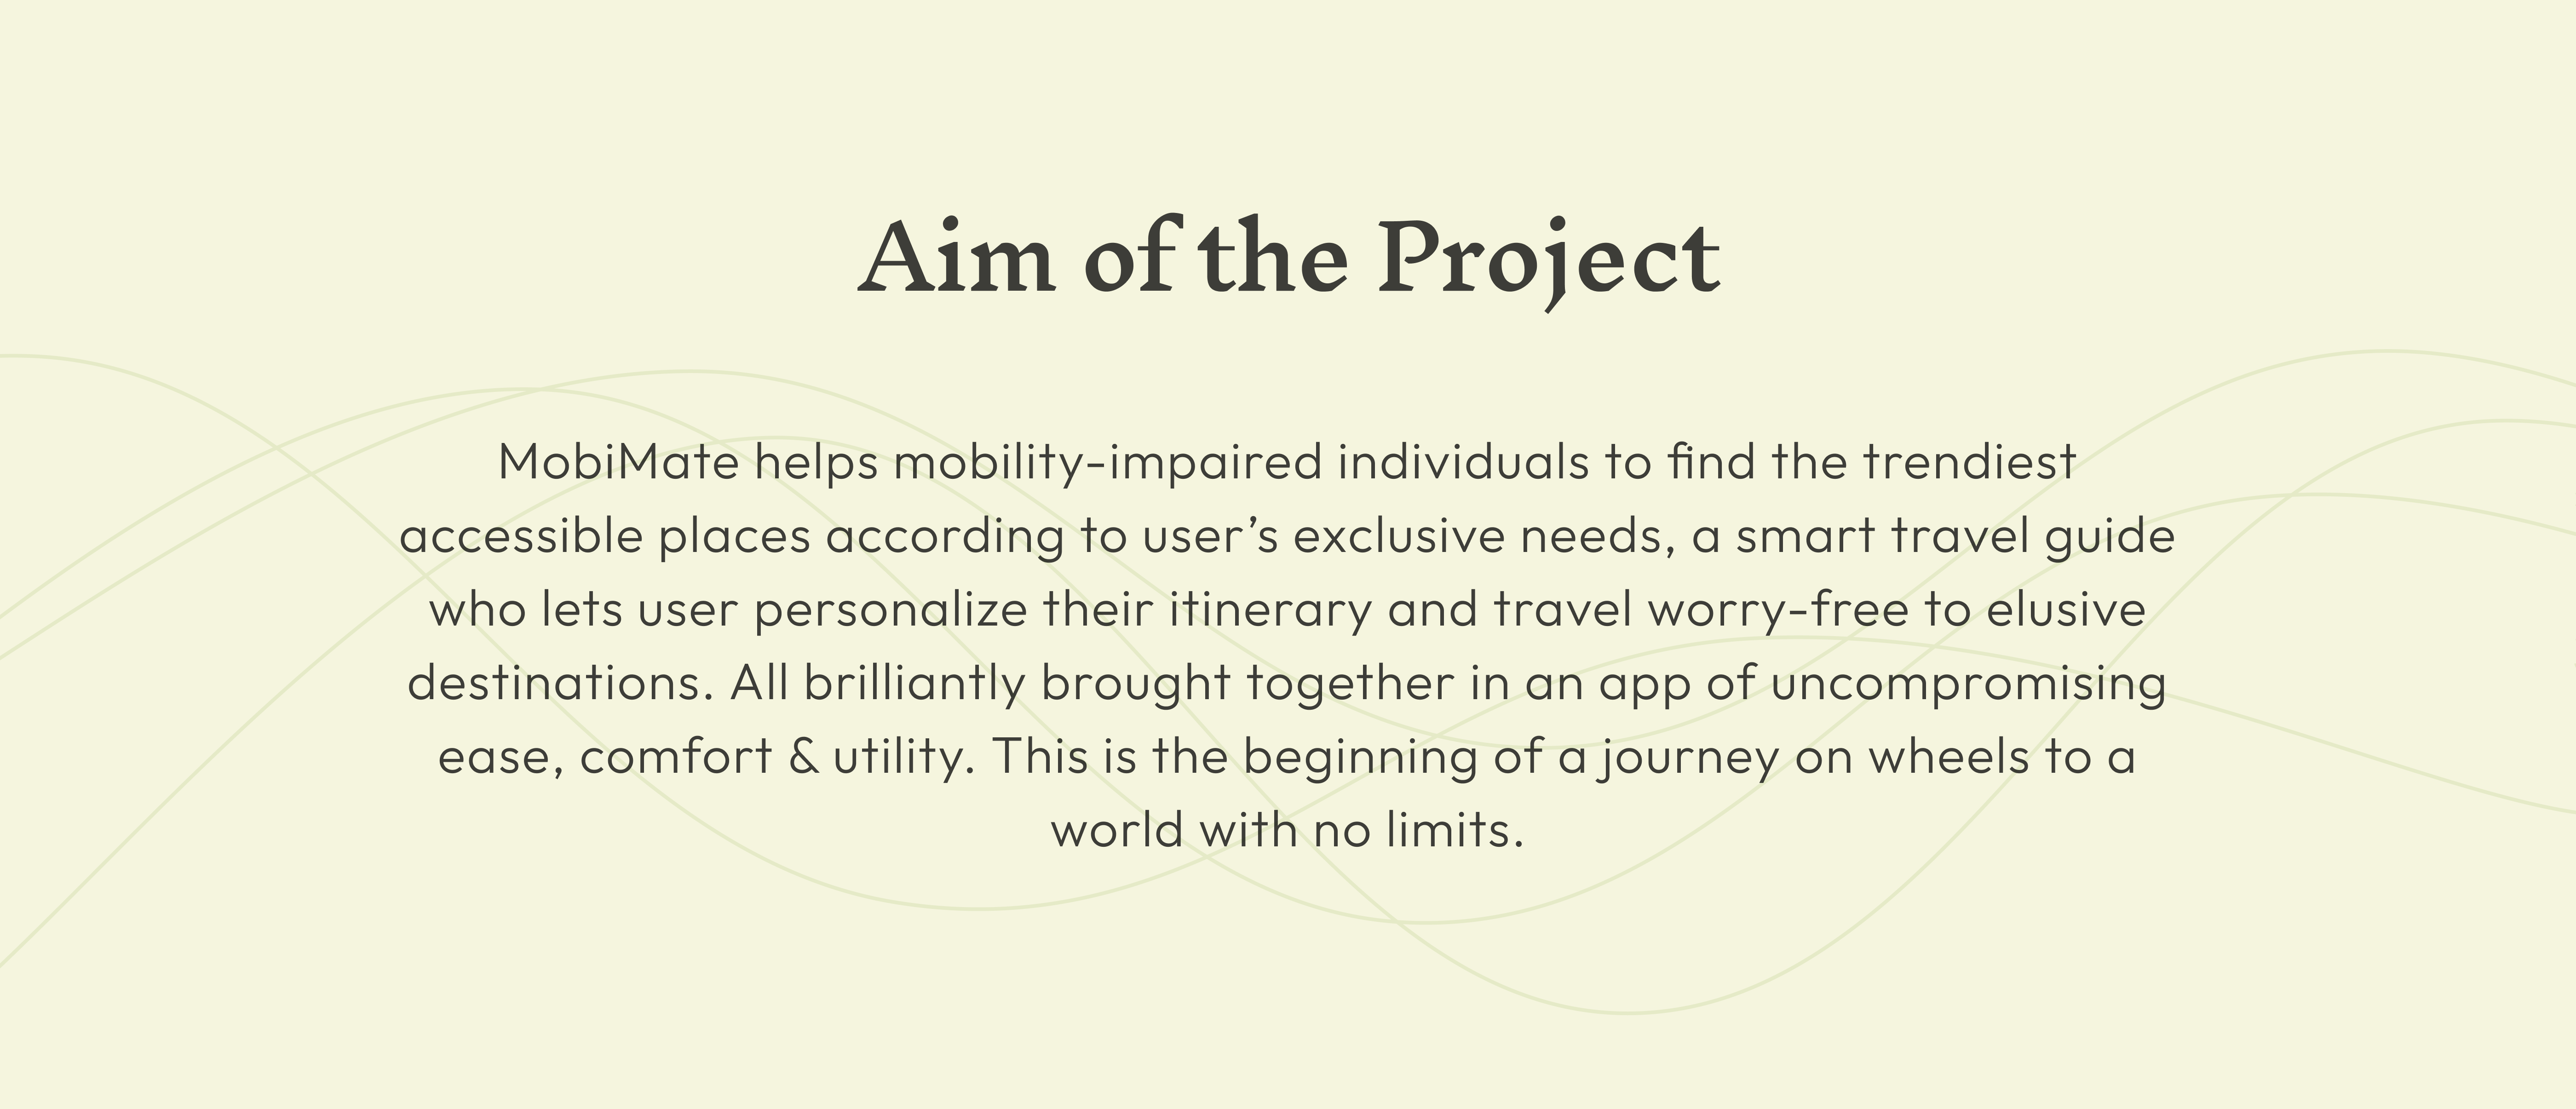 Aim of the Project
MobiMate helps mobility-impaired individuals to find the trendiest
accessible places according to user’s exclusive needs, a smart travel guide
who lets user personalize their itinerary and travel worry-free to elusive
destinations. All brilliantly brought together in an app of uncompromising
ease, comfort & utility. This is the beginning of a journey on wheels to a
world with no limits.